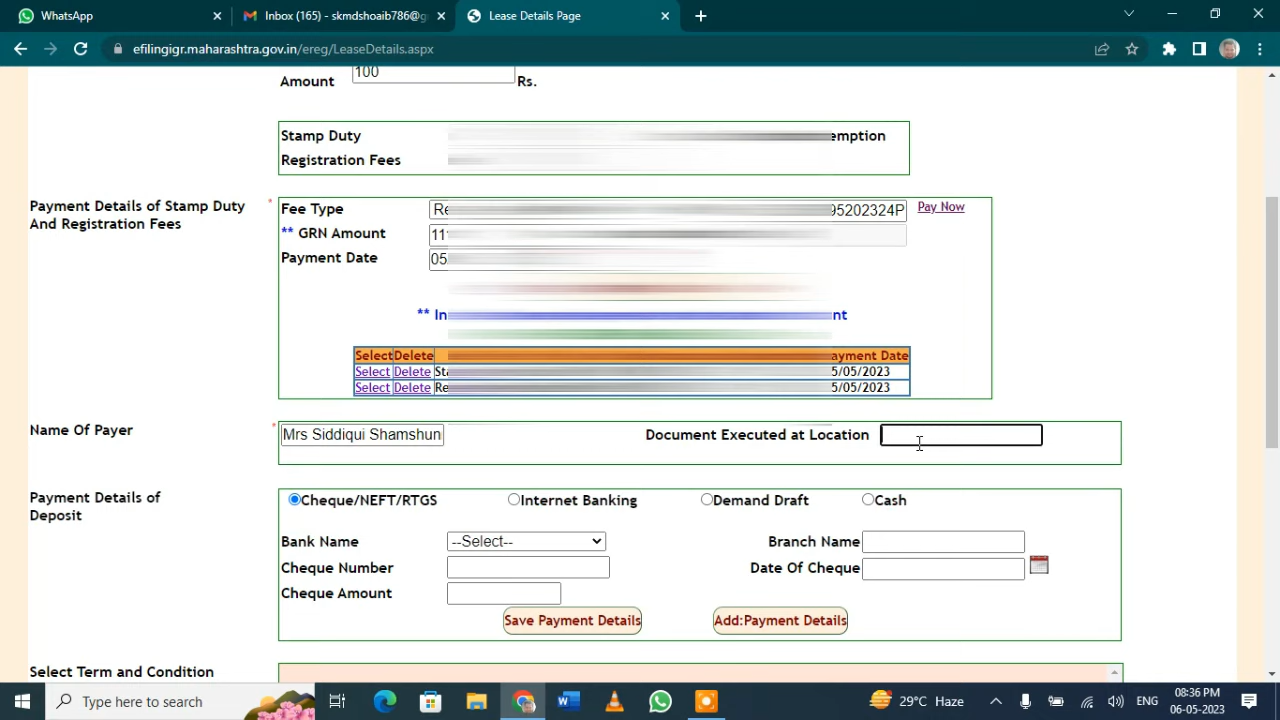 WhatsApp
Inbox (165) - skmdshoaib786@g
Lease Details Page
efilingigr.maharashtra.gov.in/ereg/LeaseDetails.aspx
Amount 100 Rs.
Stamp Duty emption
Registration Fees
Payment Details of Stamp Duty
And Registration Fees
* Fee Type Re 95202324P Pay Now
** GRN Amount 11
Payment Date 05
** In nt
Select Delete ayment Date
Select Delete Sta 5/05/2023
Select Delete Re 5/05/2023
Name Of Payer * Mrs Siddiqui Shamshun Document Executed at Location
Payment Details of
Deposit
Cheque/NEFT/RTGS Internet Banking Demand Draft Cash
Bank Name --Select-- Branch Name
Cheque Number Date Of Cheque
Cheque Amount
Save Payment Details Add:Payment Details
Select Term and Condition
Type here to search
29°C Haze
ENG
08:36 PM
06-05-2023